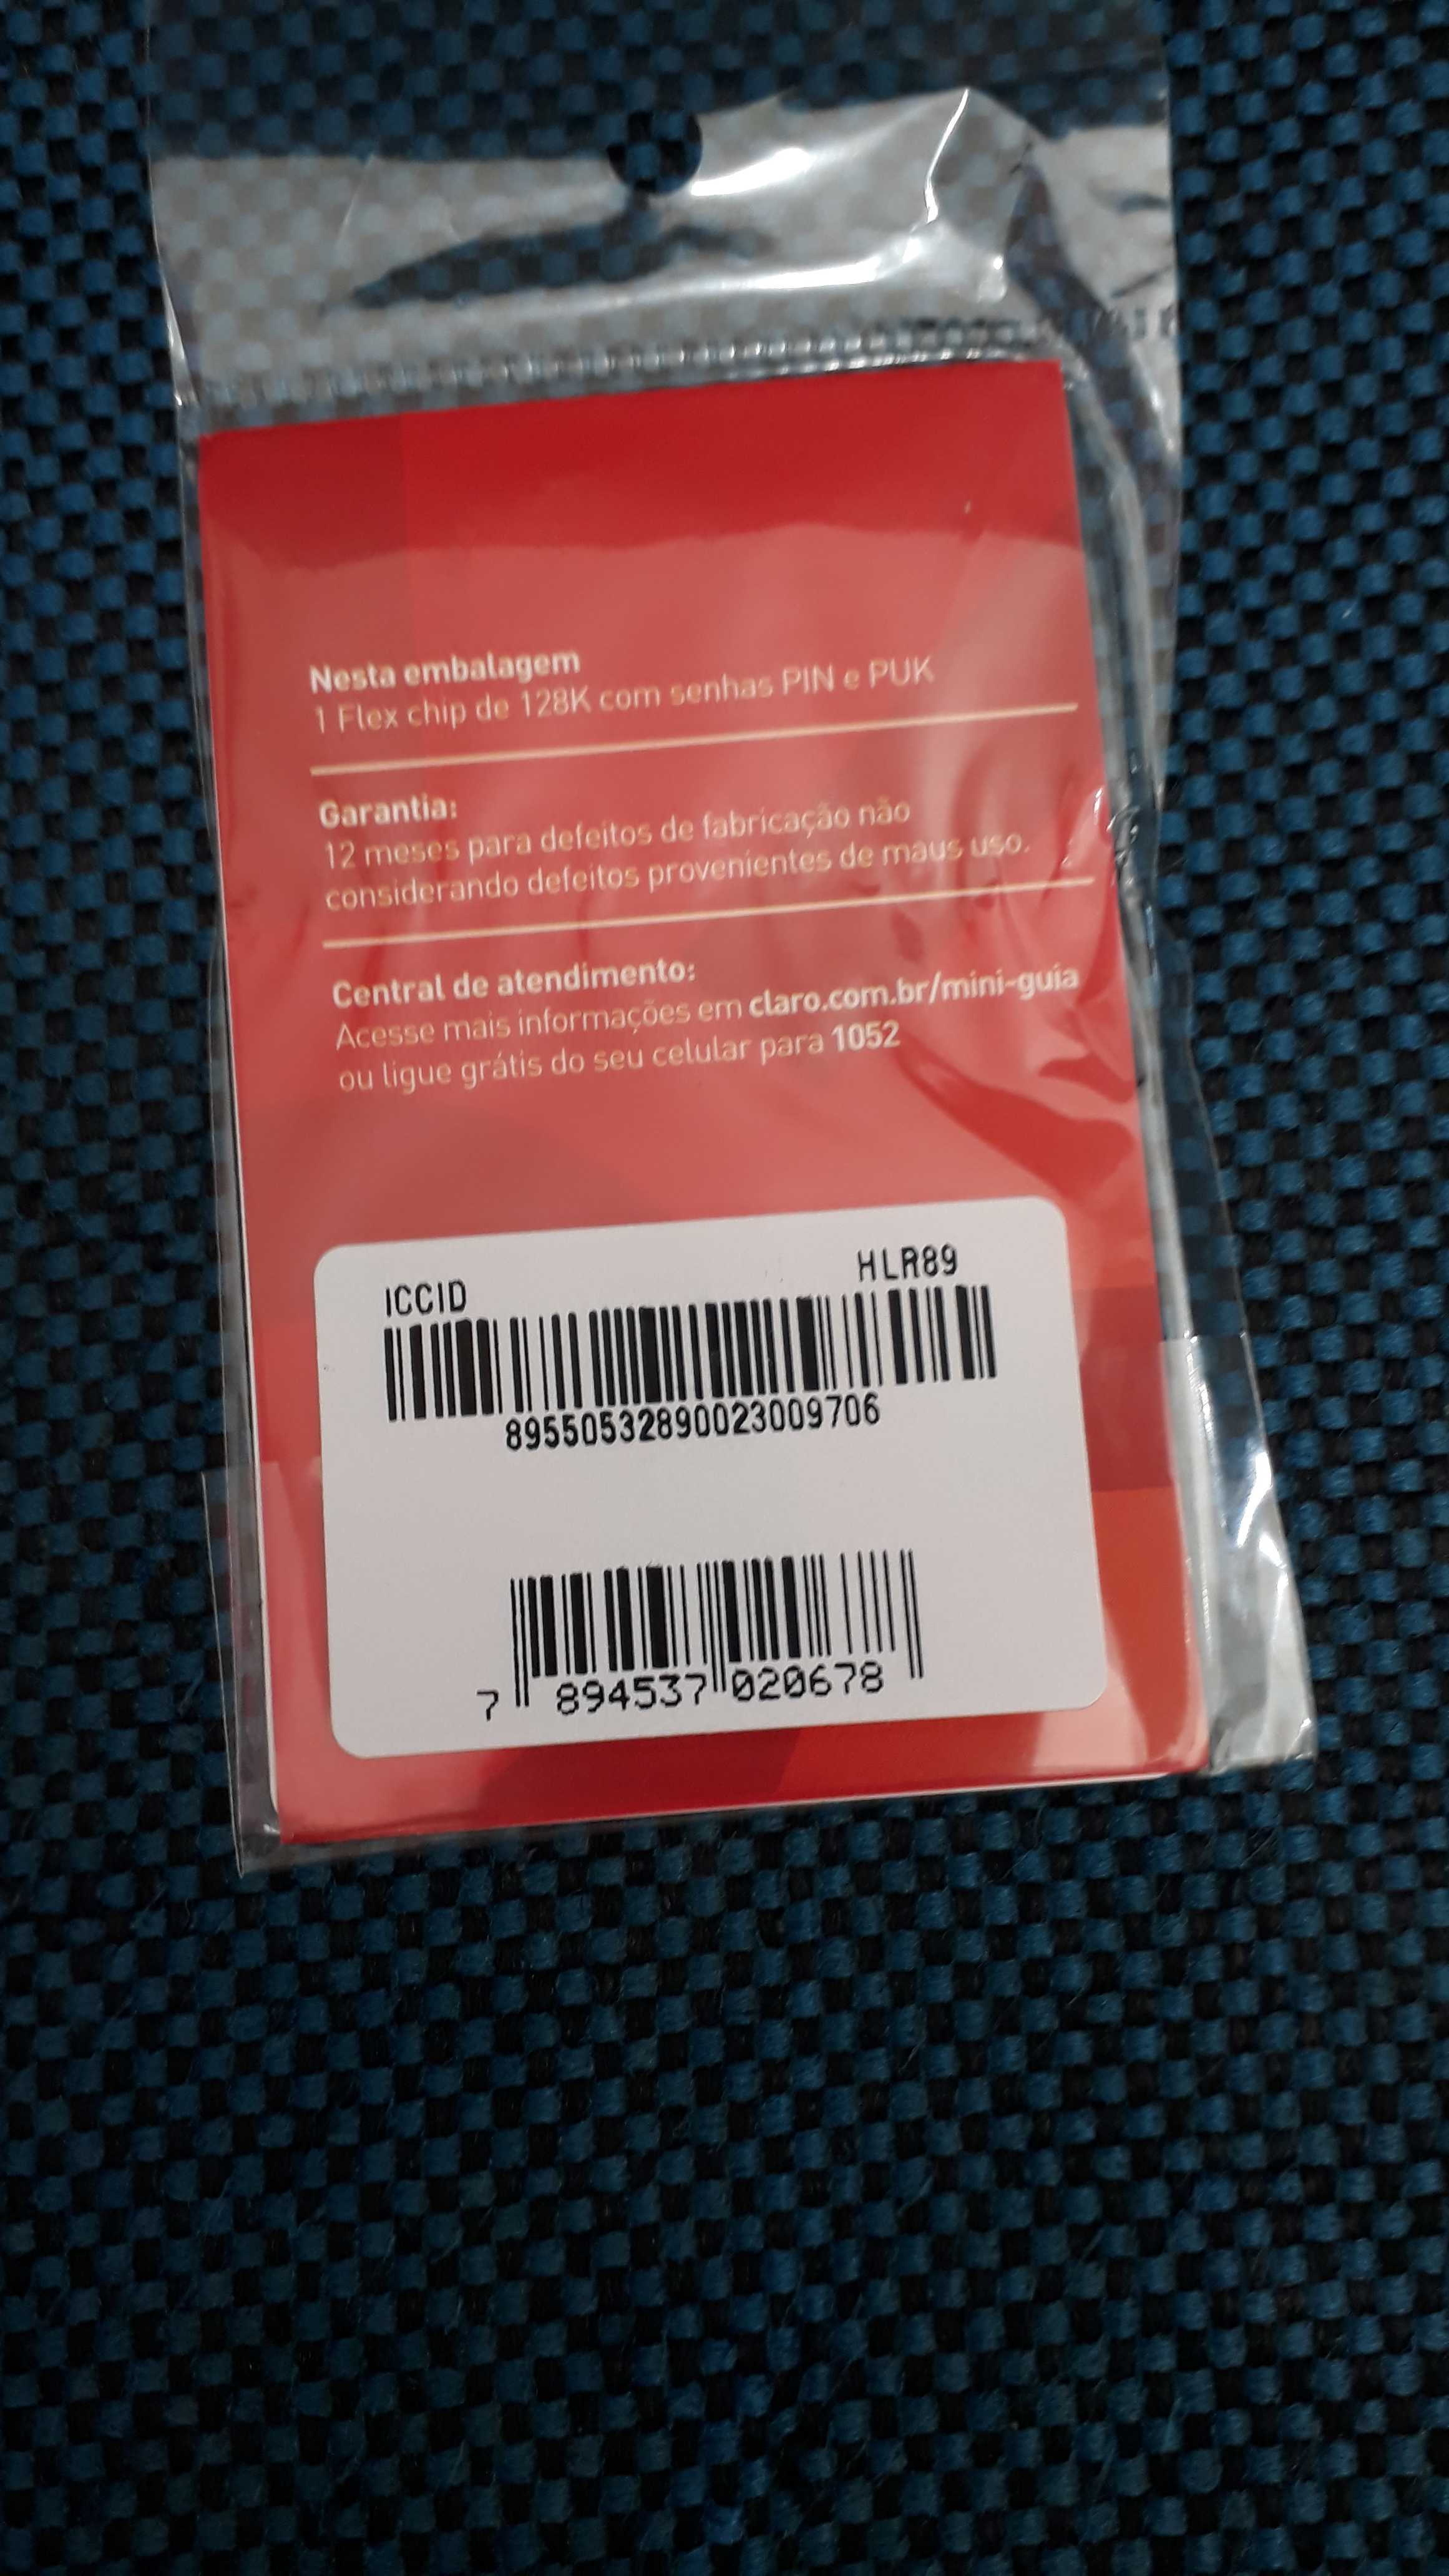 Nesta embalagem
1 Flex chip de 128K com senhas PIN e PUK
Garantia:
12 meses para defeitos de fabricação não
considerando defeitos provenientes de maus uso.
Central de atendimento:
Acesse mais informações em claro.com.br/mini-guia
ou ligue grátis do seu celular para 1052
ICCID HLR89
89550532890023009706
7 894537 020678